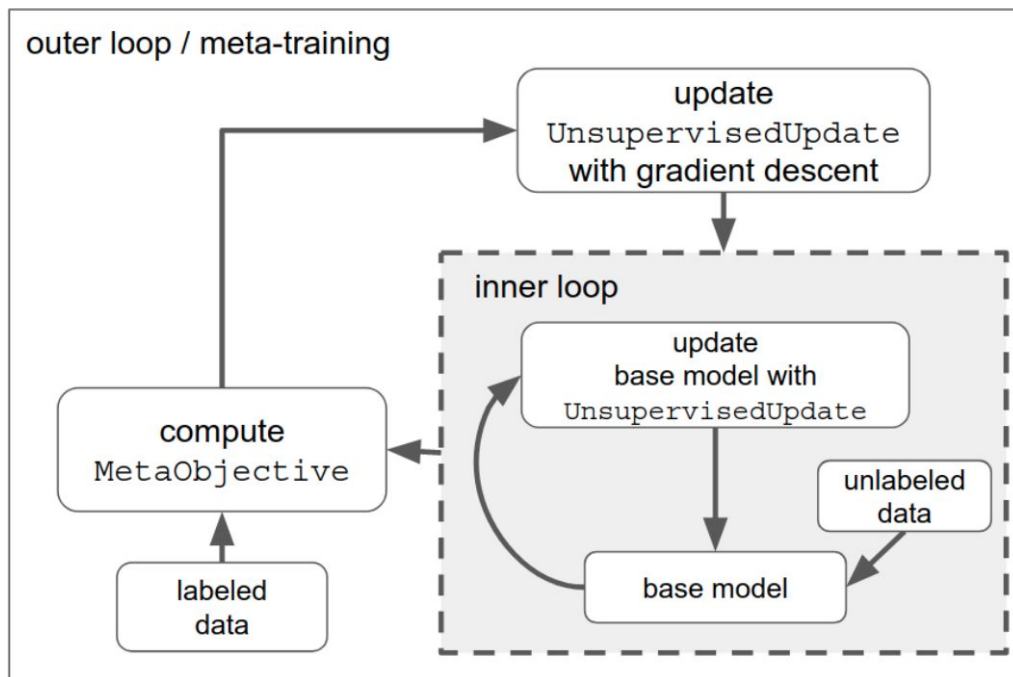 outer loop / meta-training
update
UnsupervisedUpdate
with gradient descent
inner loop
update
base model with
UnsupervisedUpdate
compute
MetaObjective
unlabeled
data
labeled
data
base model